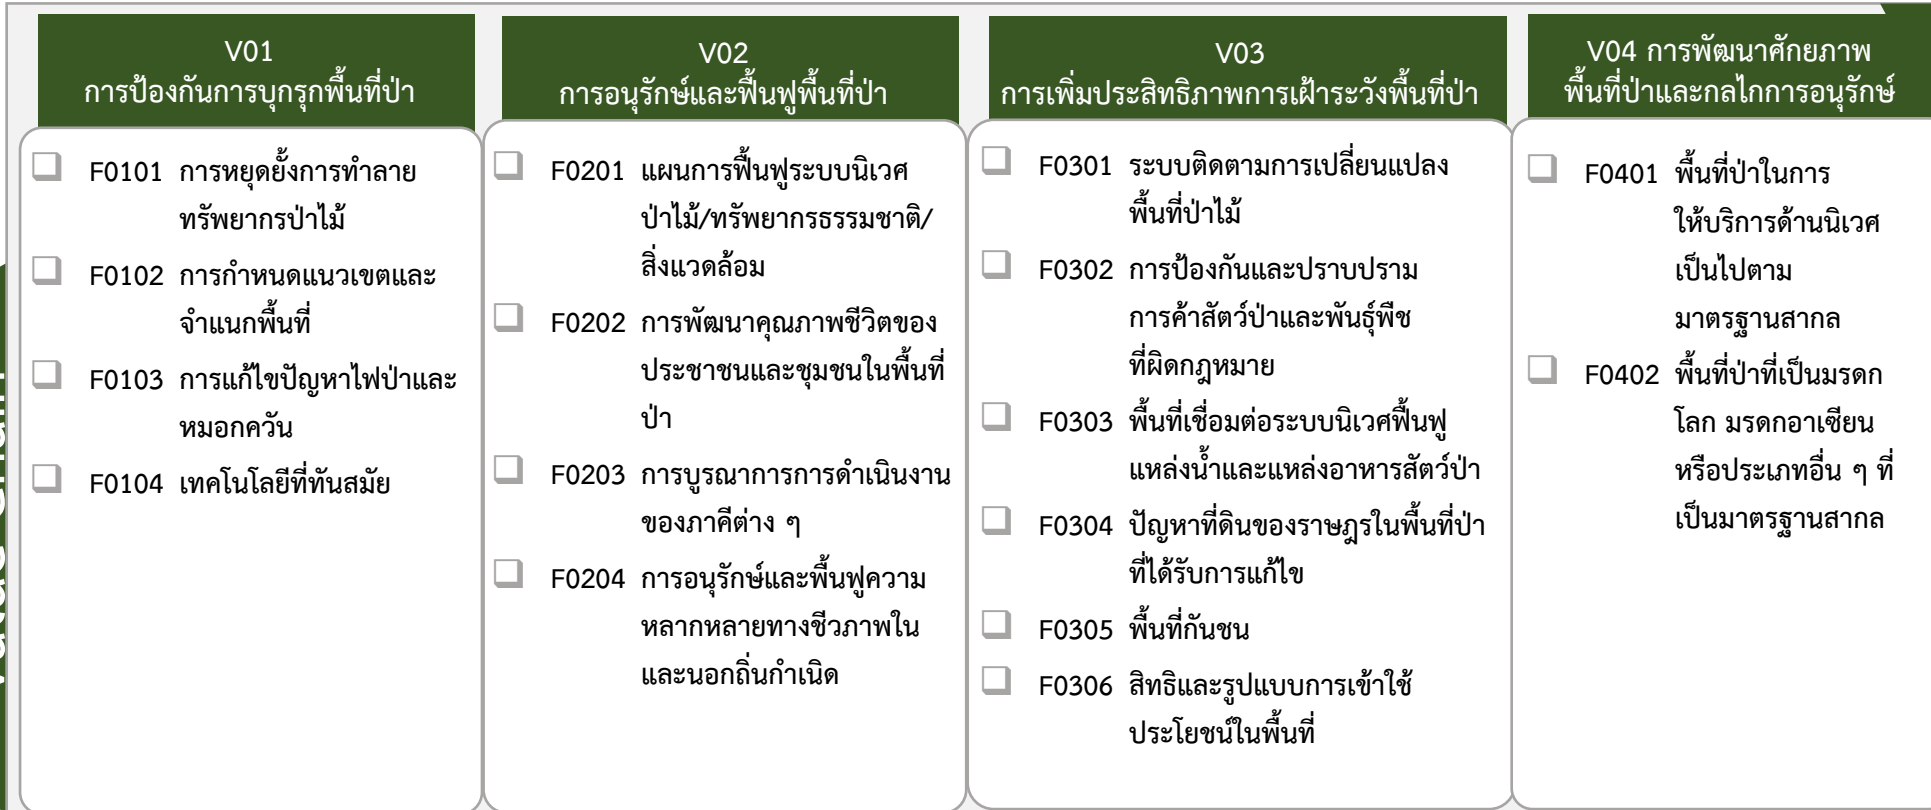 V01
การป้องกันการบุกรุกพื้นที่ป่า
F0101 การหยุดยั้งการทำลาย
ทรัพยากรป่าไม้
F0102 การกำหนดแนวเขตและ
จำแนกพื้นที่
F0103 การแก้ไขปัญหาไฟป่าและ
หมอกควัน
F0104 เทคโนโลยีที่ทันสมัย
V02
การอนุรักษ์และฟื้นฟูพื้นที่ป่า
F0201 แผนการฟื้นฟูระบบนิเวศ
ป่าไม้/ทรัพยากรธรรมชาติ/
สิ่งแวดล้อม
F0202 การพัฒนาคุณภาพชีวิตของ
ประชาชนและชุมชนในพื้นที่
ป่า
F0203 การบูรณาการการดำเนินงาน
ของภาคีต่าง ๆ
F0204 การอนุรักษ์และพื้นฟูความ
หลากหลายทางชีวภาพใน
และนอกถิ่นกำเนิด
V03
การเพิ่มประสิทธิภาพการเฝ้าระวังพื้นที่ป่า
F0301 ระบบติดตามการเปลี่ยนแปลง
พื้นที่ป่าไม้
F0302 การป้องกันและปราบปราม
การค้าสัตว์ป่าและพันธุ์พืช
ที่ผิดกฎหมาย
F0303 พื้นที่เชื่อมต่อระบบนิเวศฟื้นฟู
แหล่งน้ำและแหล่งอาหารสัตว์ป่า
F0304 ปัญหาที่ดินของราษฎรในพื้นที่ป่า
ที่ได้รับการแก้ไข
F0305 พื้นที่กันชน
F0306 สิทธิและรูปแบบการเข้าใช้
ประโยชน์ในพื้นที่
V04 การพัฒนาศักยภาพ
พื้นที่ป่าและกลไกการอนุรักษ์
F0401 พื้นที่ป่าในการ
ให้บริการด้านนิเวศ
เป็นไปตาม
มาตรฐานสากล
F0402 พื้นที่ป่าที่เป็นมรดก
โลก มรดกอาเซียน
หรือประเภทอื่น ๆ ที่
เป็นมาตรฐานสากล